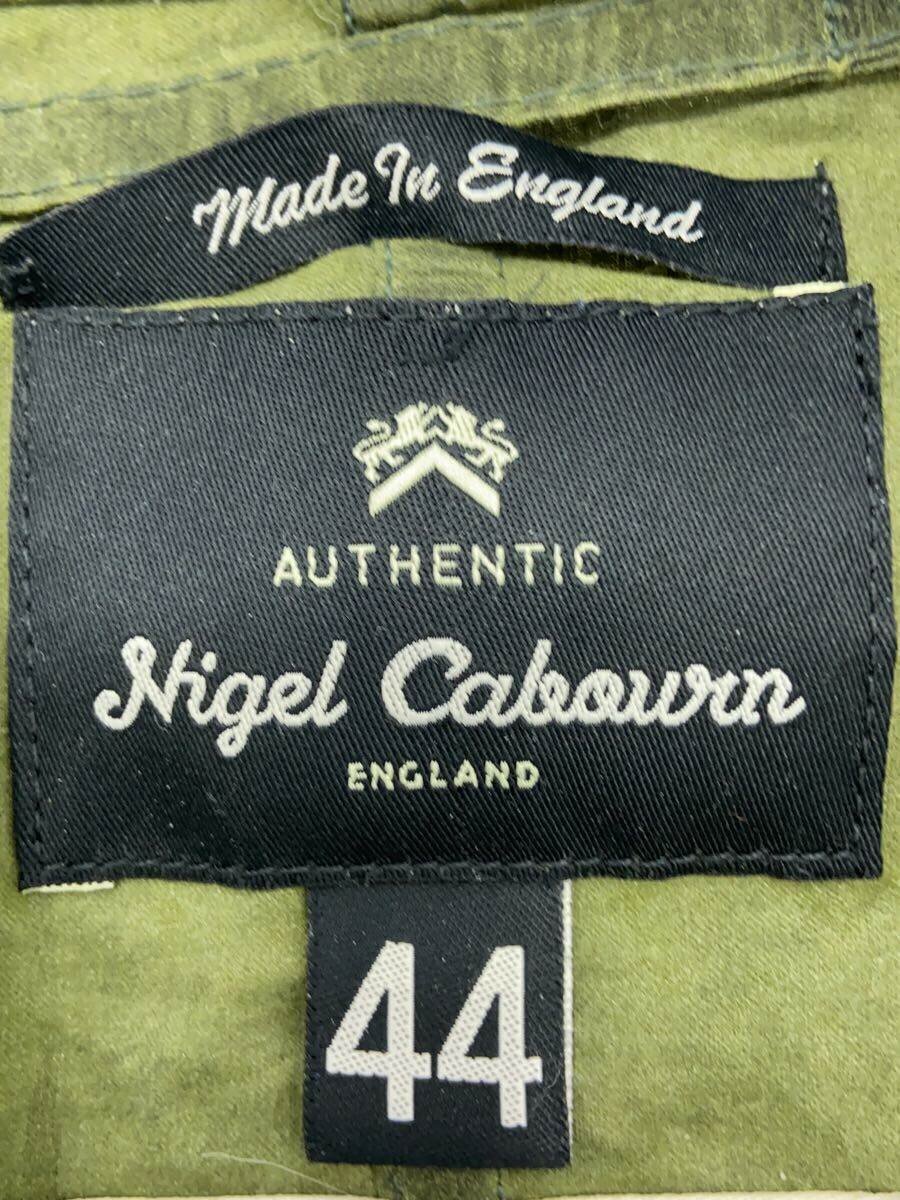 Made In England
AUTHENTIC
Nigel Cabourn
ENGLAND
44